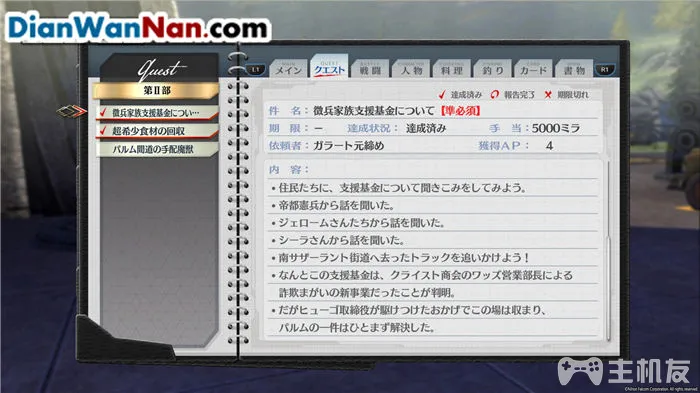 DianWanNan.com
Quest
第Ⅱ部
徴兵家族支援基金につい…
超希少食材の回収
パルム間道の手配魔獣
L1
MAIN
メイン
QUEST
クエスト
BATTLE
戦闘
人物
料理
釣り
CARD
カード
BOOK
書物
R1
達成済み 報告完了 期限切れ
件 名：徴兵家族支援基金について【準必須】
期 限：－ 達成状況： 達成済み 手 当：5000ミラ
依頼者：ガラート元締め 獲得ＡＰ： 4
内 容：
・住民たちに、支援基金について聞きこみをしてみよう。
・帝都憲兵から話を聞いた。
・ジェロームさんたちから話を聞いた。
・シーラさんから話を聞いた。
・南サザーラント街道へ去ったトラックを追いかけよう！
・なんとこの支援基金は、クライスト商会のワッズ営業部長による
詐欺まがいの新事業だったことが判明。
・だがヒューゴ取締役が駆けつけたおかげでこの場は収まり、
パルムの一件はひとまず解決した。
主机友
©Nihon Falcom Corporation. All rights reserved.